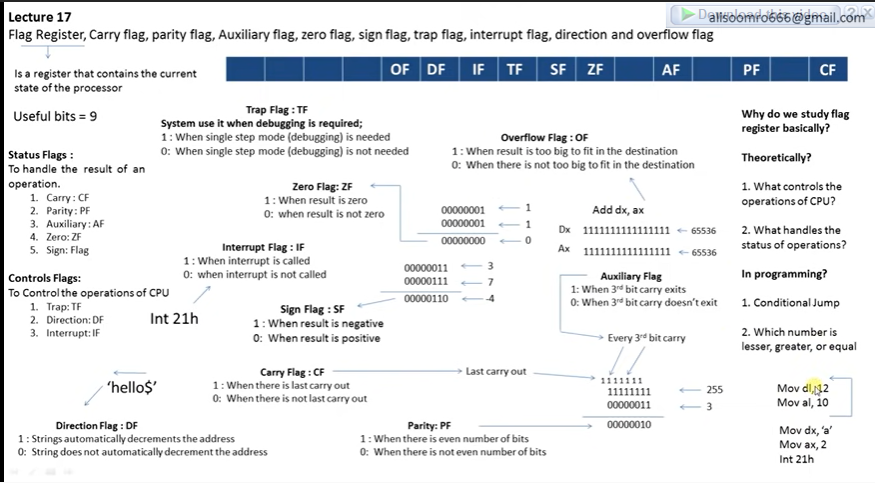 Lecture 17
alisoomro666@gmail.com
Flag Register, Carry flag, parity flag, Auxiliary flag, zero flag, sign flag, trap flag, interrupt flag, direction and overflow flag
Is a register that contains the current
state of the processor
OF DF IF TF SF ZF AF PF CF
Useful bits = 9
Status Flags :
To handle the result of an
operation.
1. Carry : CF
2. Parity : PF
3. Auxiliary : AF
4. Zero: ZF
5. Sign: Flag
Controls Flags:
To Control the operations of CPU
1. Trap: TF
2. Direction: DF
3. Interrupt: IF
Trap Flag : TF
System use it when debugging is required;
1 : When single step mode (debugging) is needed
0: When single step mode (debugging) is not needed
Zero Flag: ZF
1 : When result is zero
0: when result is not zero
Interrupt Flag : IF
1 : When interrupt is called
0: when interrupt is not called
Int 21h
Sign Flag : SF
1 : When result is negative
0: When result is positive
00000001 1
00000001 1
00000000 0
00000011 3
00000111 7
00000110 -4
Overflow Flag : OF
1 : When result is too big to fit in the destination
0: When there is not too big to fit in the destination
Add dx, ax
Dx 1111111111111111 65536
Ax 1111111111111111 65536
Auxiliary Flag
1: When 3rd bit carry exits
0: When 3rd bit carry doesn't exit
Every 3rd bit carry
Carry Flag : CF
1 : When there is last carry out
0: When there is not last carry out
Last carry out
1 1 1 1 1 1 1
11111111 255
00000011 3
00000010
'hello$'
Direction Flag : DF
1 : Strings automatically decrements the address
0: String does not automatically decrement the address
Parity: PF
1 : When there is even number of bits
0: When there is not even number of bits
Why do we study flag
register basically?
Theoretically?
1. What controls the
operations of CPU?
2. What handles the
status of operations?
In programming?
1. Conditional Jump
2. Which number is
lesser, greater, or equal
Mov dl, 12
Mov al, 10
Mov dx, 'a'
Mov ax, 2
Int 21h